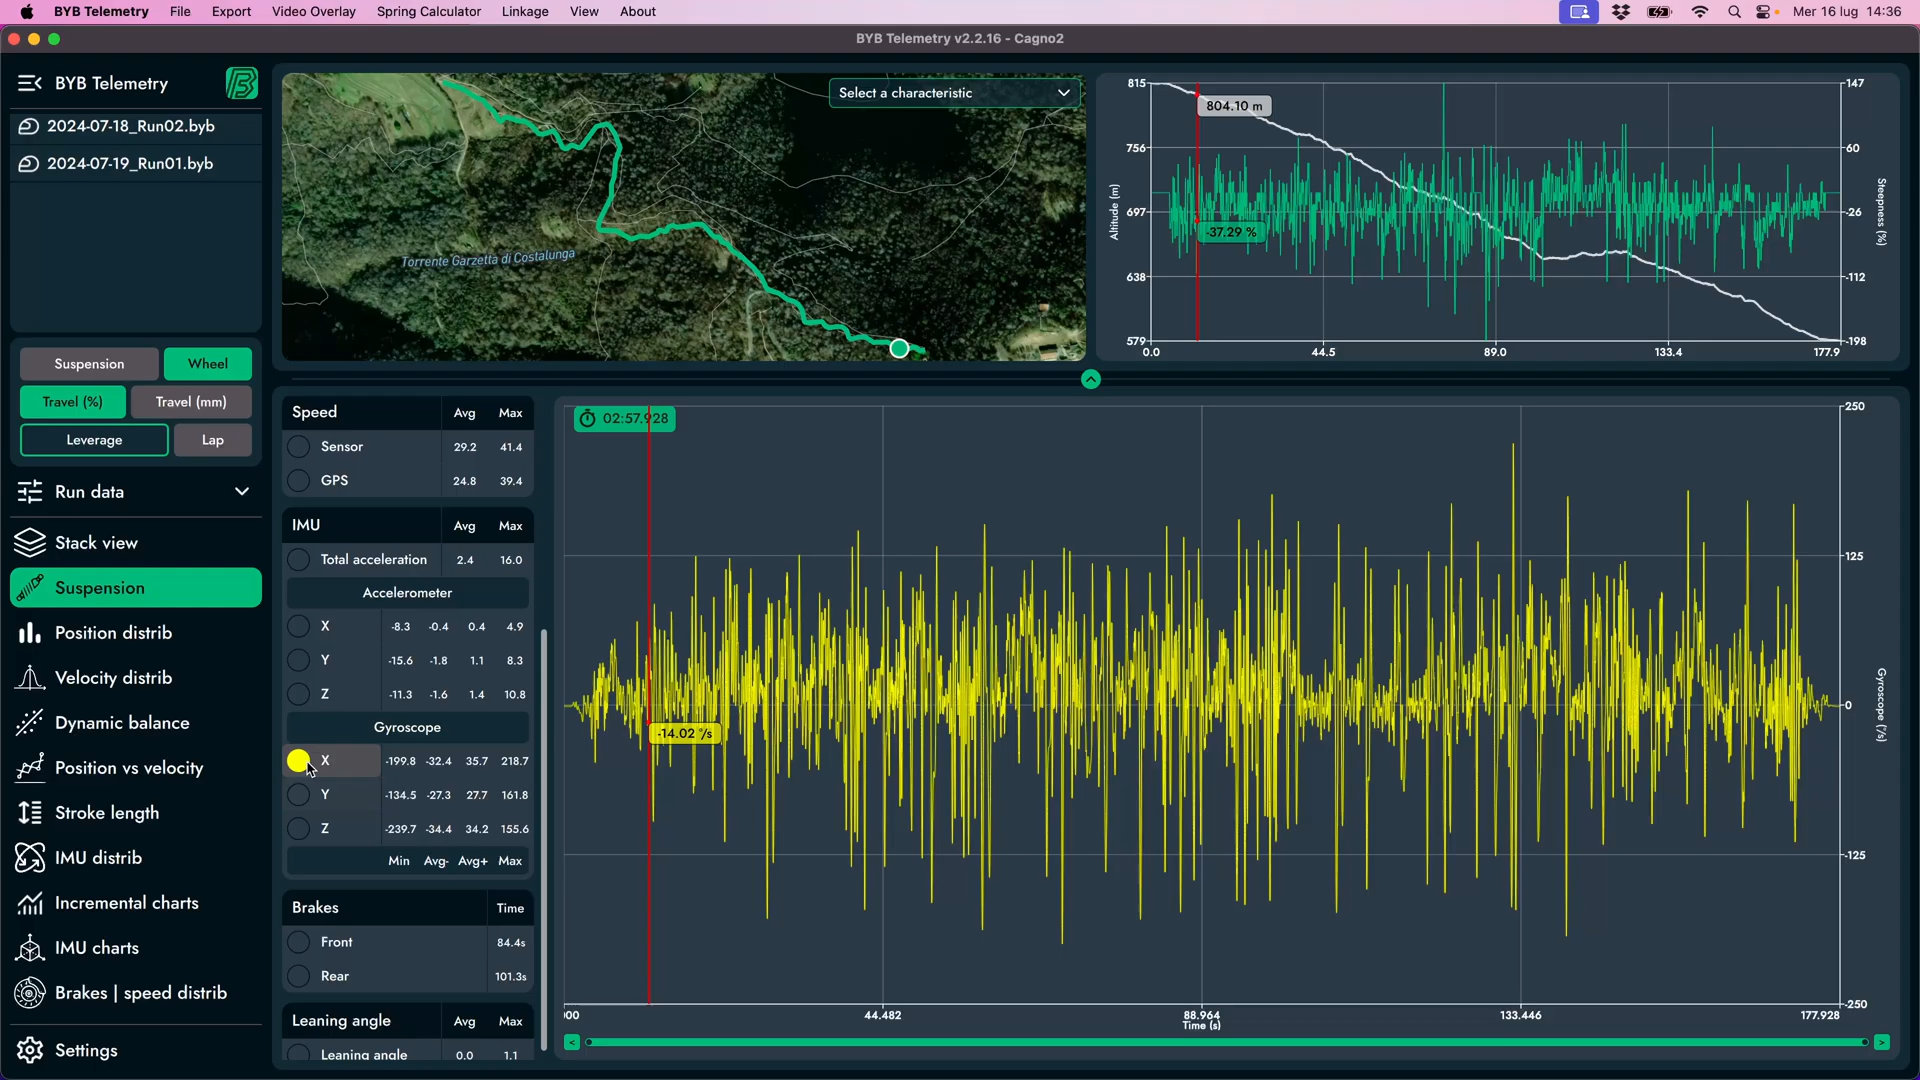 BYB Telemetry File Export Video Overlay Spring Calculator Linkage View About Mer 16 lug 14:36
BYB Telemetry v2.2.16 - Cagno2
BYB Telemetry
2024-07-18_Run02.byb
2024-07-19_Run01.byb
Suspension Wheel
Travel (%) Travel (mm)
Leverage Lap
Run data
Stack view
Suspension
Position distrib
Velocity distrib
Dynamic balance
Position vs velocity
Stroke length
IMU distrib
Incremental charts
IMU charts
Brakes | speed distrib
Settings
Select a characteristic
Torrente Garzetta di Costalunga
815 147
804.10 m
756 60
697 -26
-37.29 %
638 -112
579 -198
0.0 44.5 89.0 133.4 177.9
Altitude (m)
Steepness (%)
Speed Avg Max
Sensor 29.2 41.4
GPS 24.8 39.4
IMU Avg Max
Total acceleration 2.4 16.0
Accelerometer
X -8.3 -0.4 0.4 4.9
Y -15.6 -1.8 1.1 8.3
Z -11.3 -1.6 1.4 10.8
Gyroscope
X -199.8 -32.4 35.7 218.7
Y -134.5 -27.3 27.7 161.8
Z -239.7 -34.4 34.2 155.6
Min Avg- Avg+ Max
Brakes Time
Front 84.4s
Rear 101.3s
Leaning angle Avg Max
Leaning angle 0.0 1.1
02:57.928
250
125
0
-125
-250
-14.02 °/s
Gyroscope (°/s)
000 44.482 88.964 133.446 177.928
Time (s)
< >